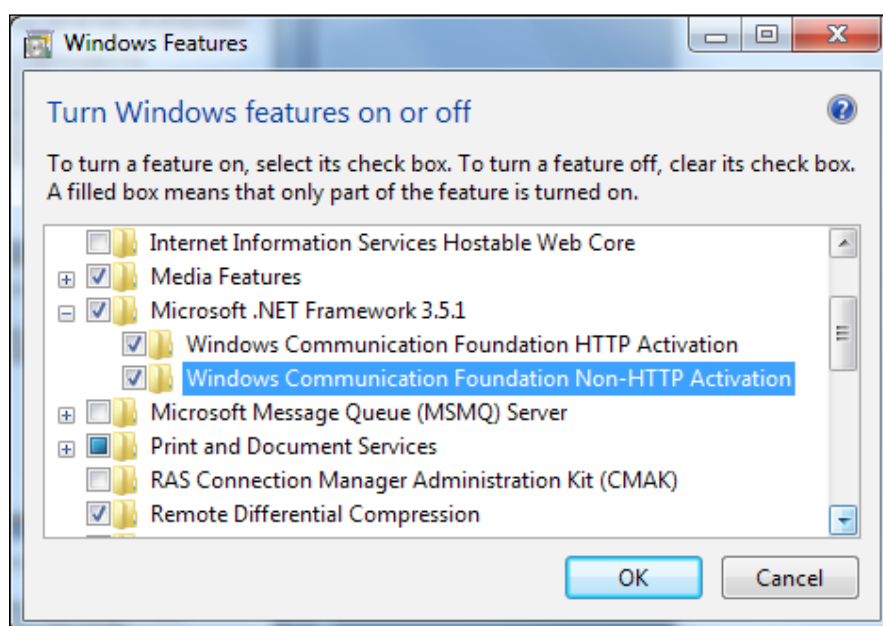 Windows Features
Turn Windows features on or off
To turn a feature on, select its check box. To turn a feature off, clear its check box.
A filled box means that only part of the feature is turned on.
Internet Information Services Hostable Web Core
Media Features
Microsoft .NET Framework 3.5.1
Windows Communication Foundation HTTP Activation
Windows Communication Foundation Non-HTTP Activation
Microsoft Message Queue (MSMQ) Server
Print and Document Services
RAS Connection Manager Administration Kit (CMAK)
Remote Differential Compression
OK Cancel